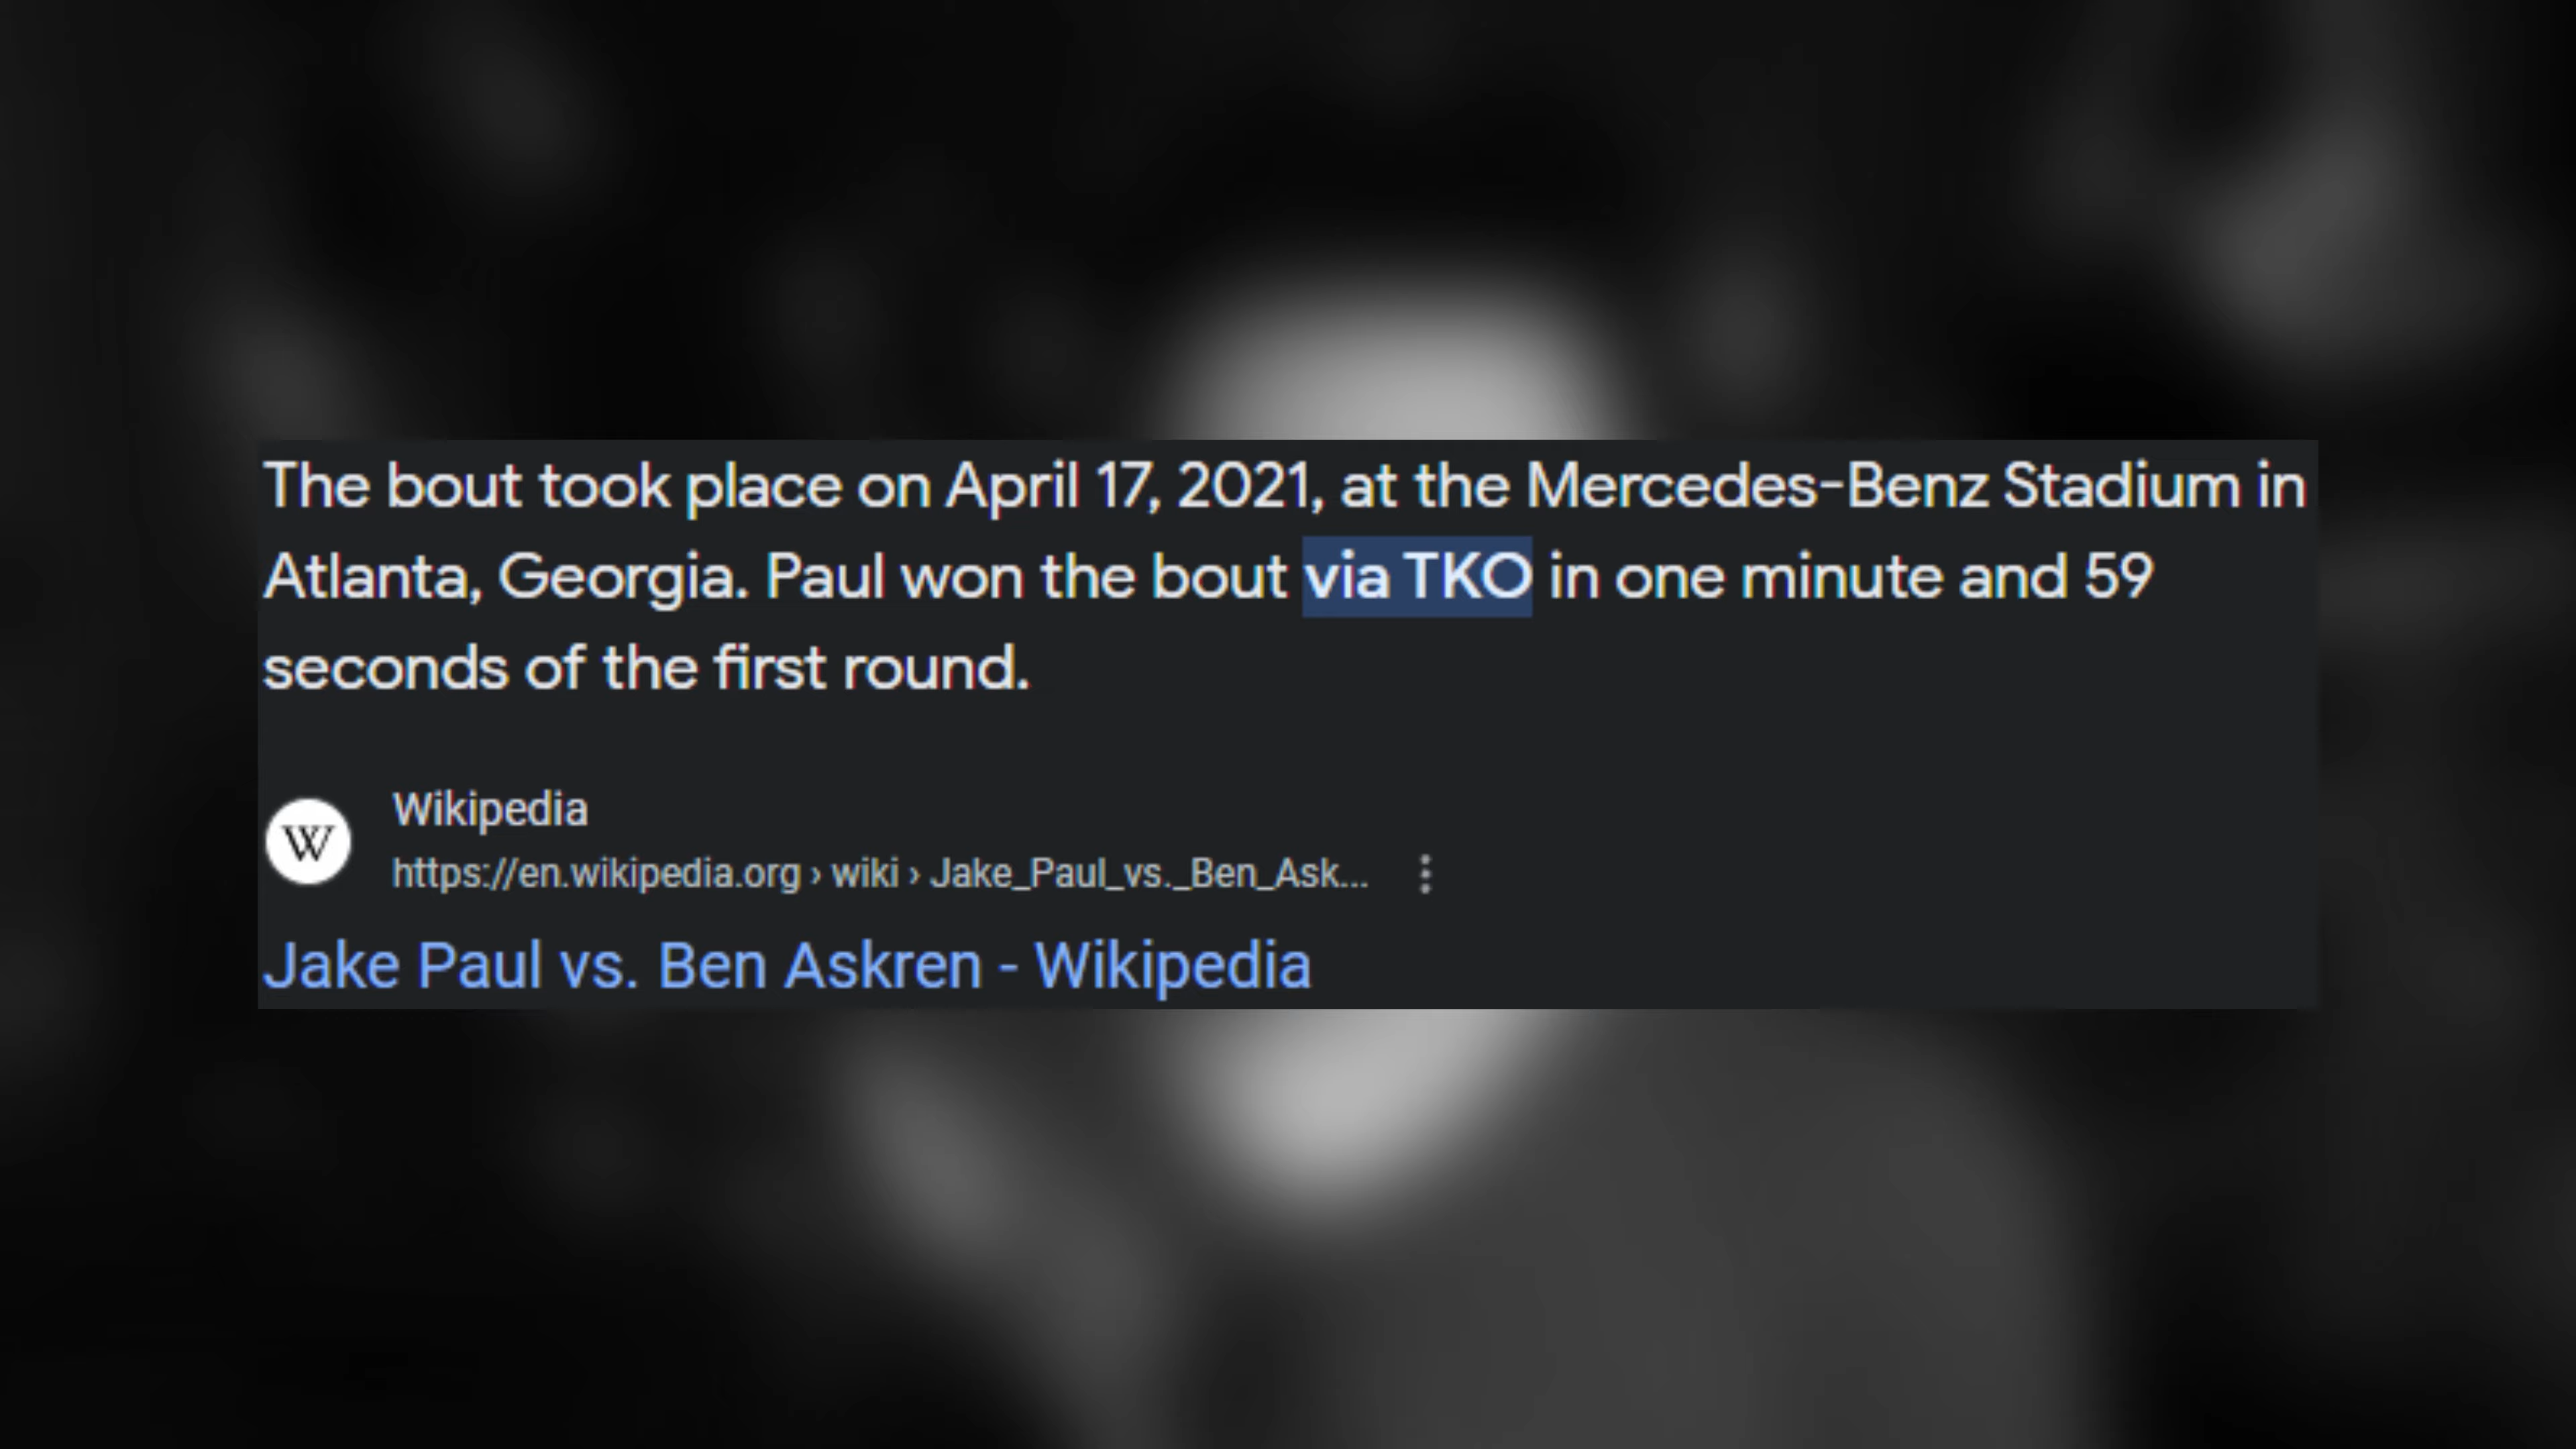 The bout took place on April 17, 2021, at the Mercedes-Benz Stadium in
Atlanta, Georgia. Paul won the bout via TKO in one minute and 59
seconds of the first round.
W
Wikipedia
https://en.wikipedia.org › wiki › Jake_Paul_vs._Ben_Ask...
Jake Paul vs. Ben Askren - Wikipedia